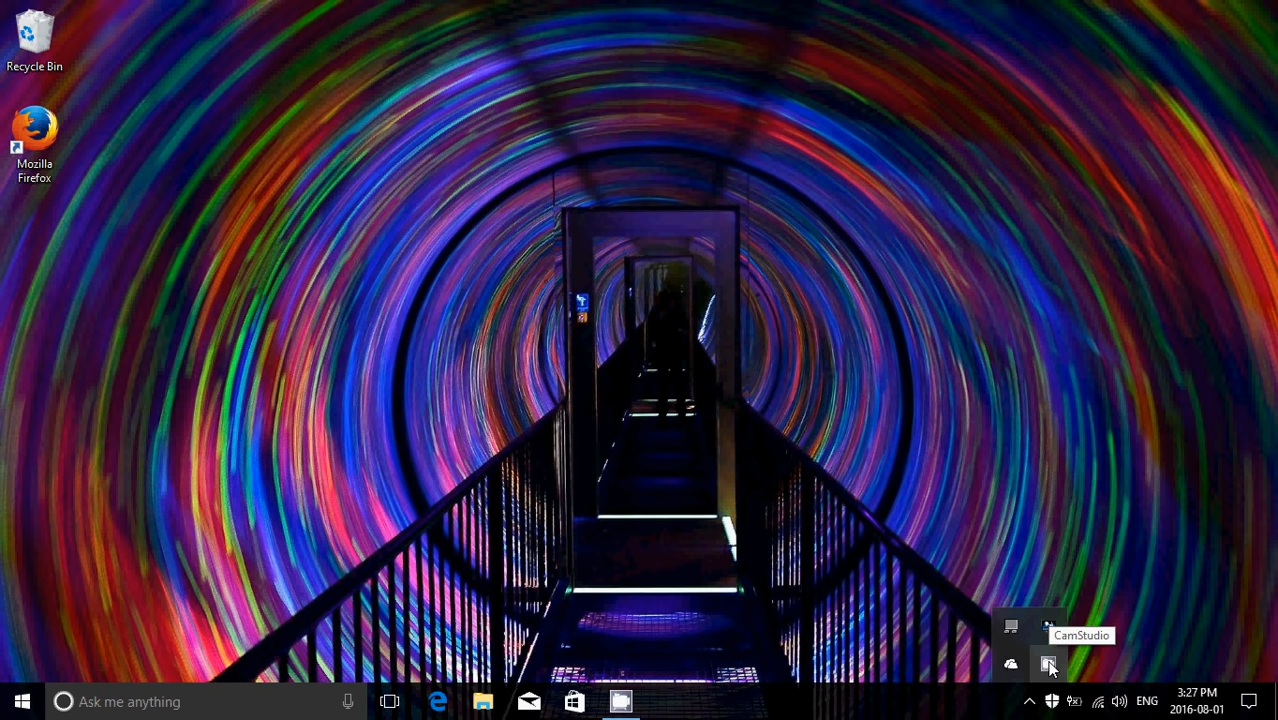 Recycle Bin
Mozilla
Firefox
CamStudio
Ask me anything
ENG
3:27 PM
2016-08-01